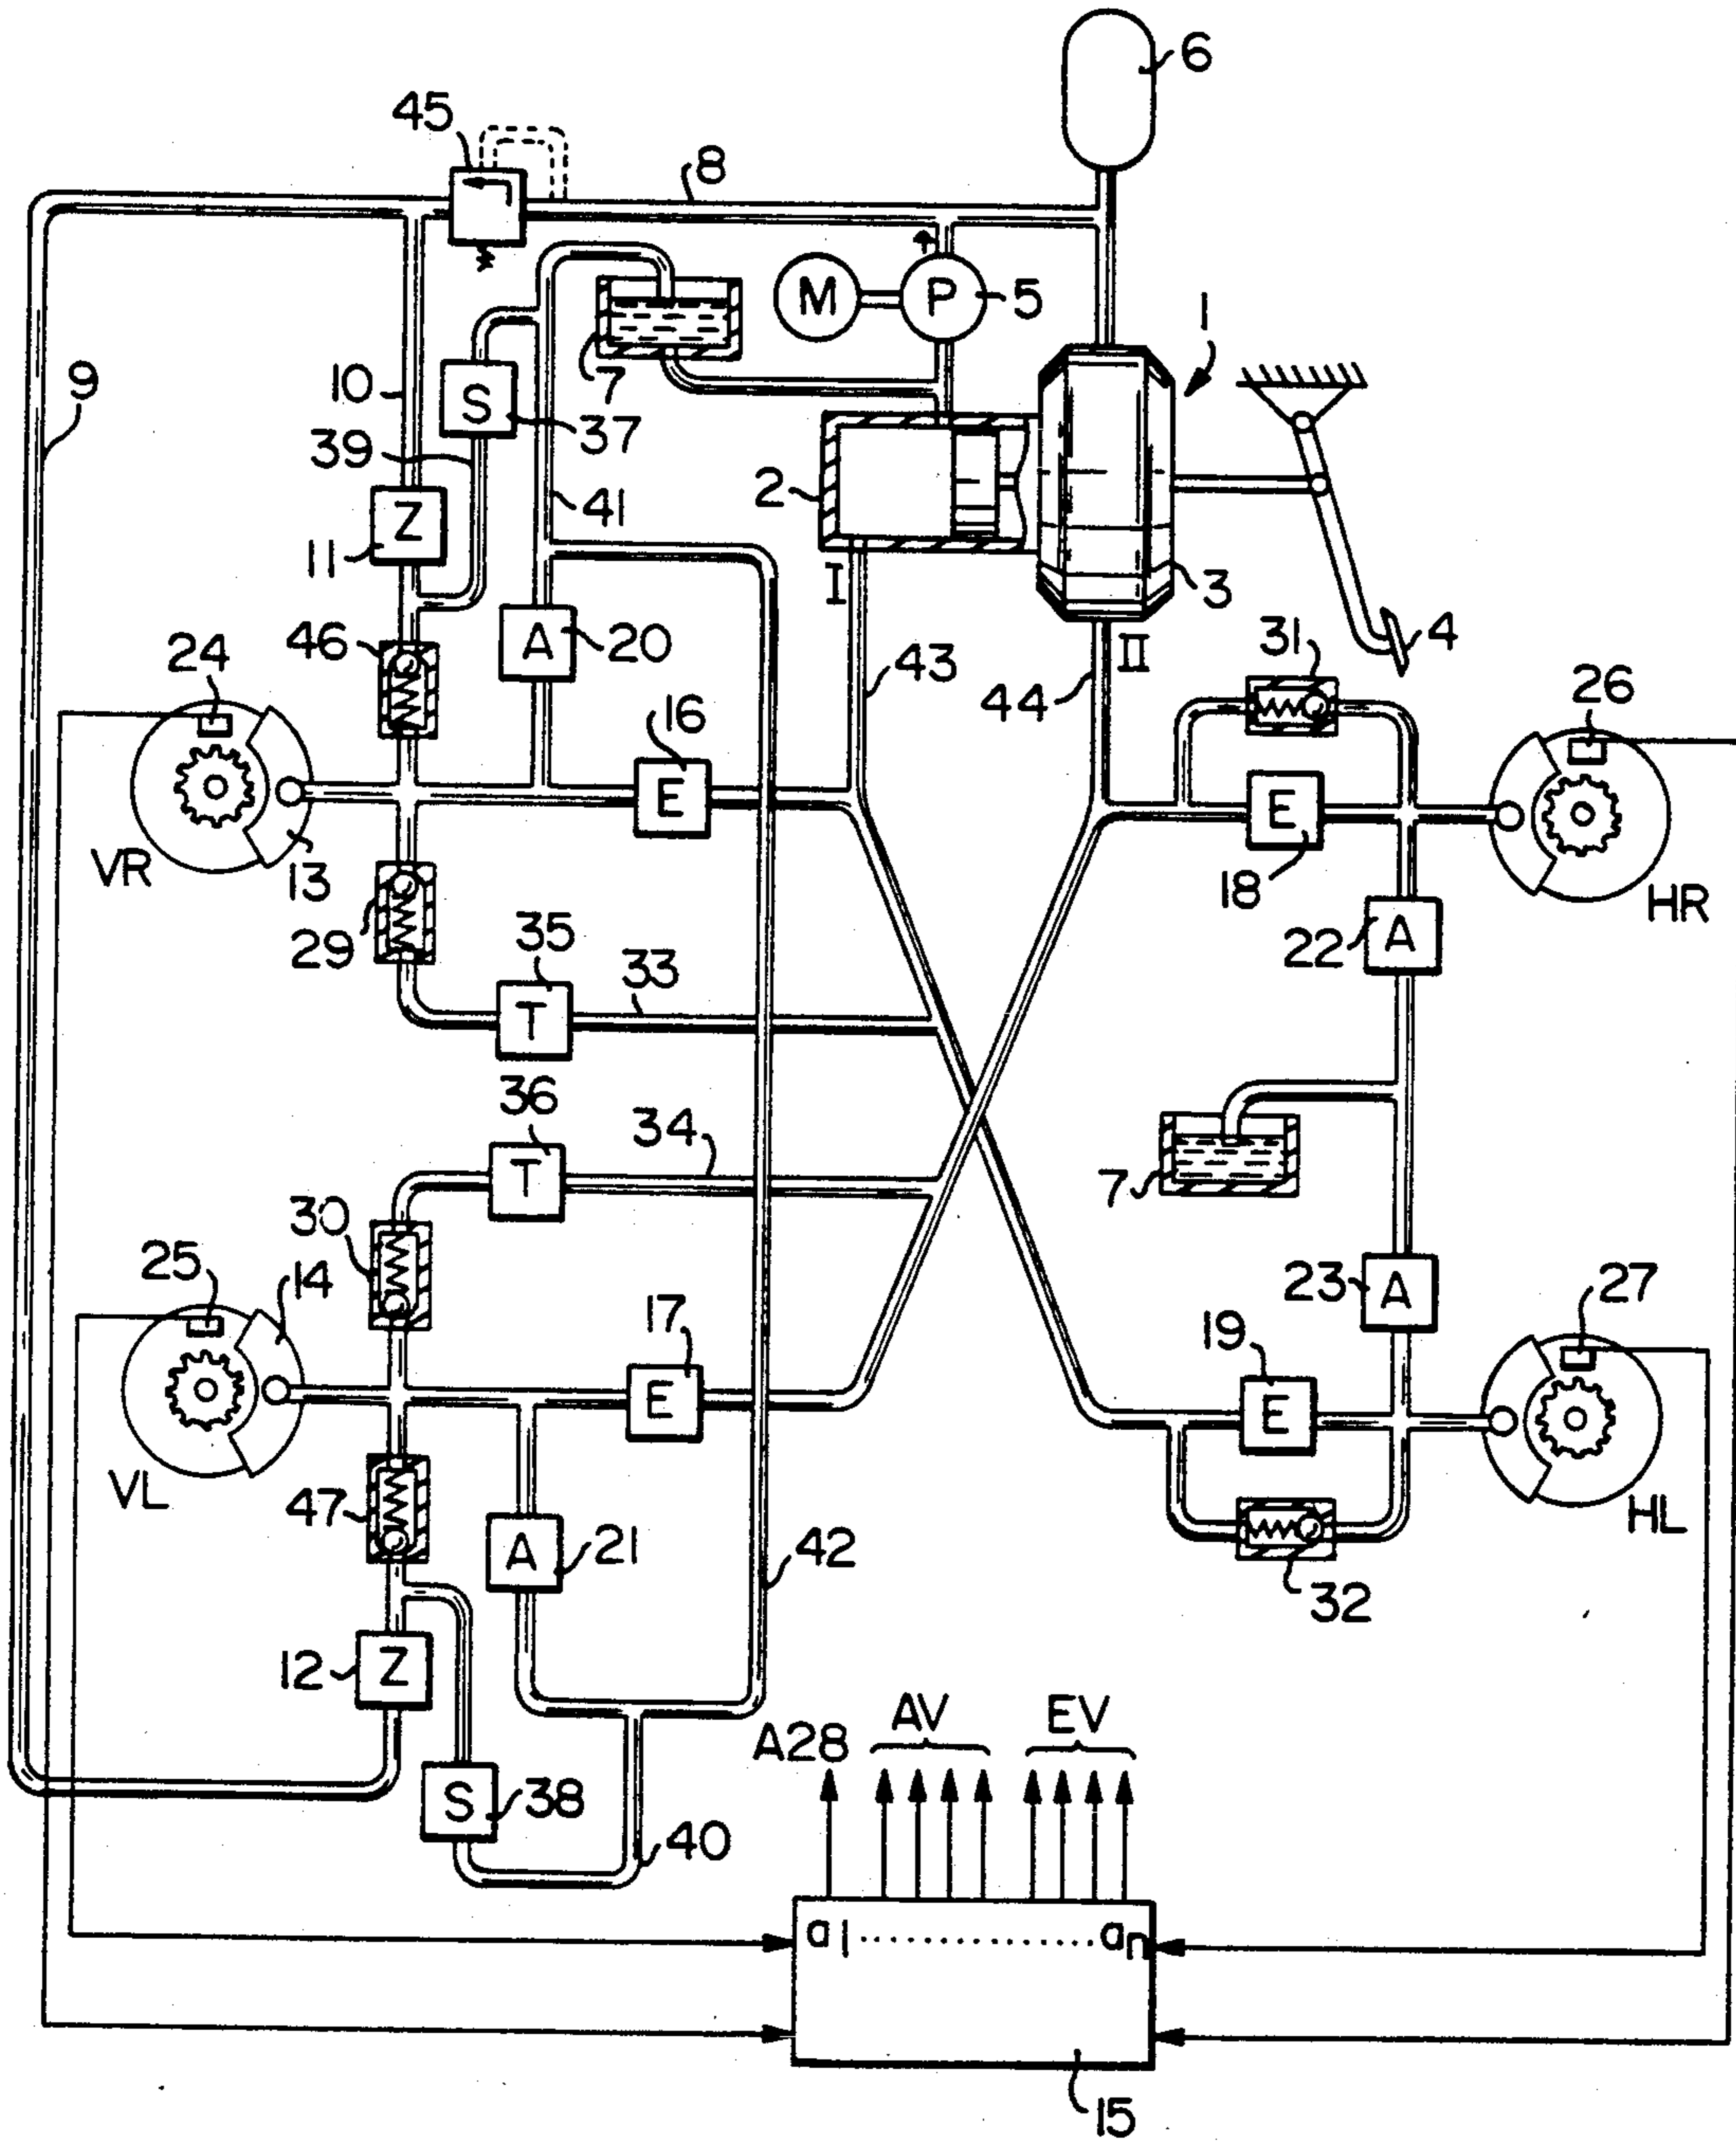 6
45
8
M
P
5
1
7
9
10
S
37
39
2
41
Z
11
I
3
46
A
20
II
31
4
24
43
44
26
16
E
E
VR
13
18
HR
29
35
33
22
A
T
36
34
T
7
30
25
14
23
A
27
17
19
E
E
VL
47
A
21
42
HL
32
12
Z
AV
EV
A28
S
38
40
a1..............an
15